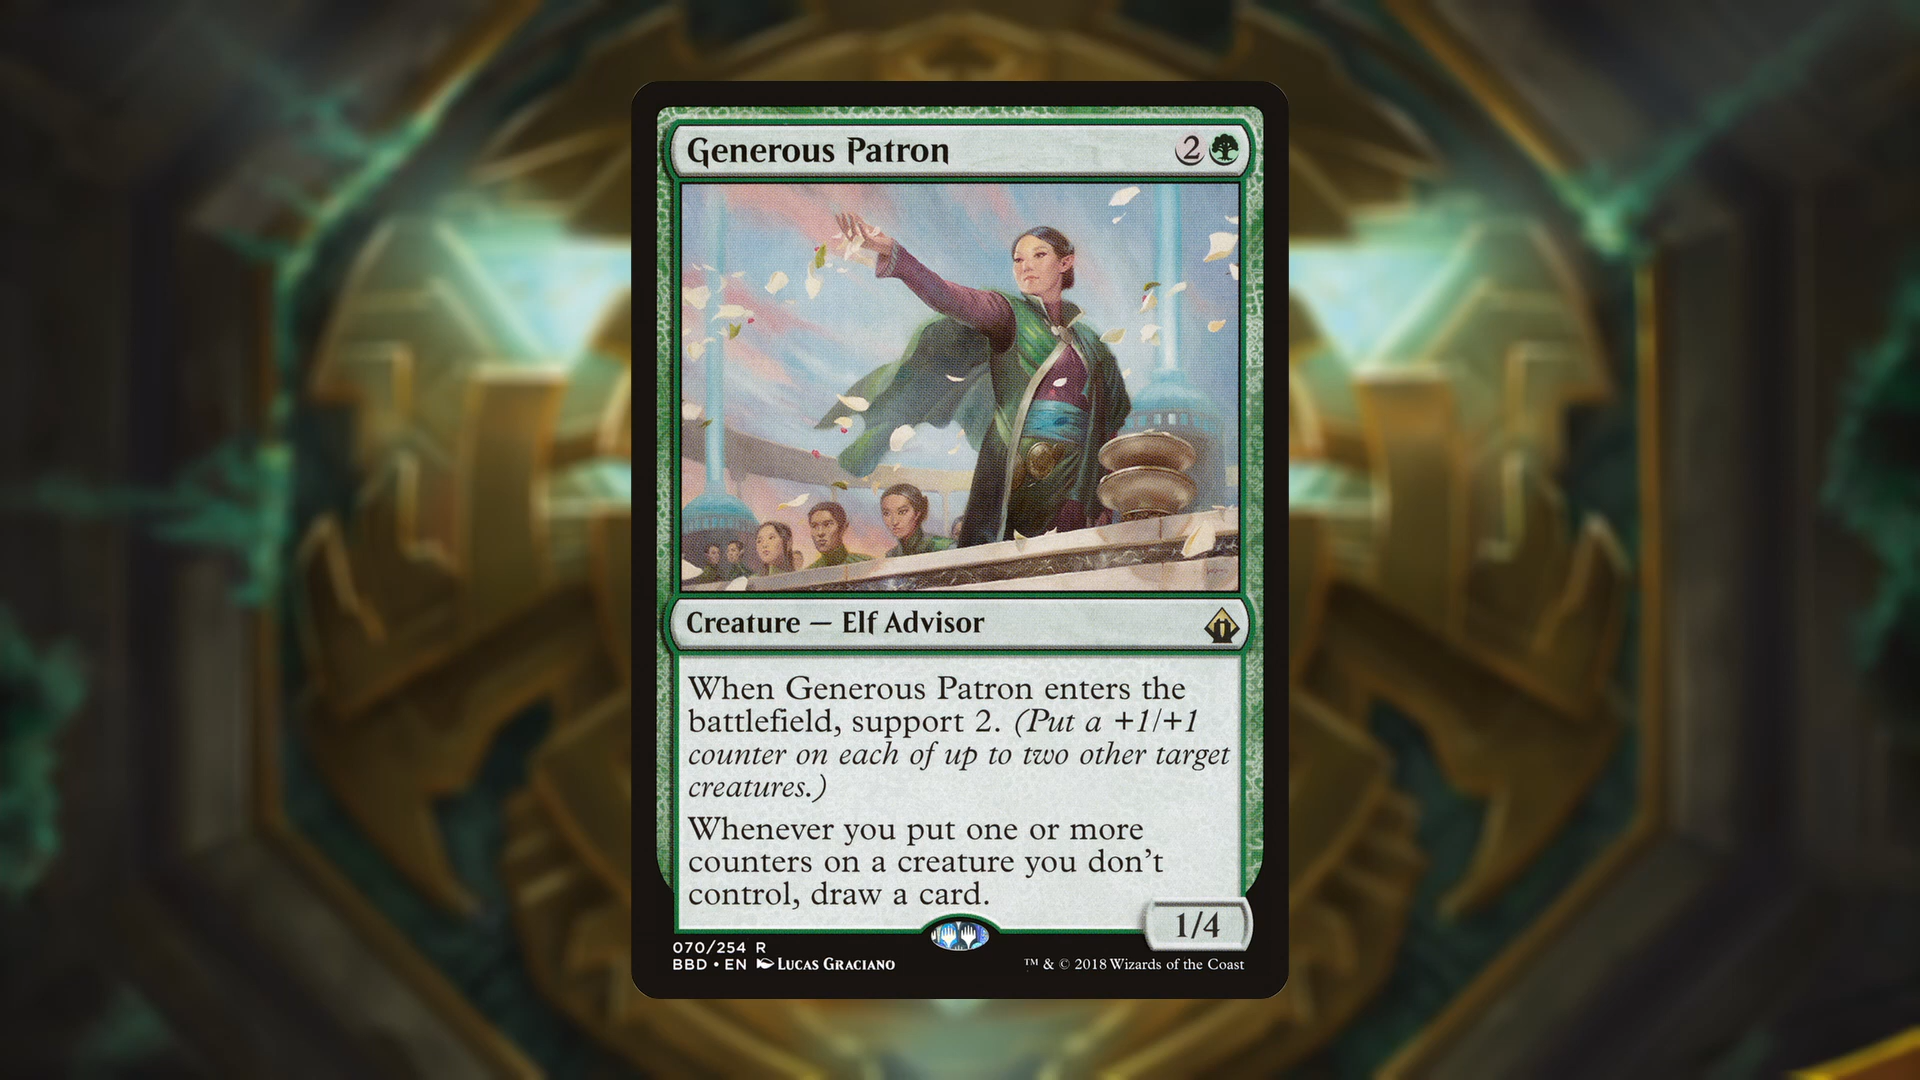 Generous Patron 2
Creature — Elf Advisor
When Generous Patron enters the
battlefield, support 2. (Put a +1/+1
counter on each of up to two other target
creatures.)
Whenever you put one or more
counters on a creature you don't
control, draw a card.
1/4
070/254 R
BBD • EN Lucas Graciano
™ & © 2018 Wizards of the Coast